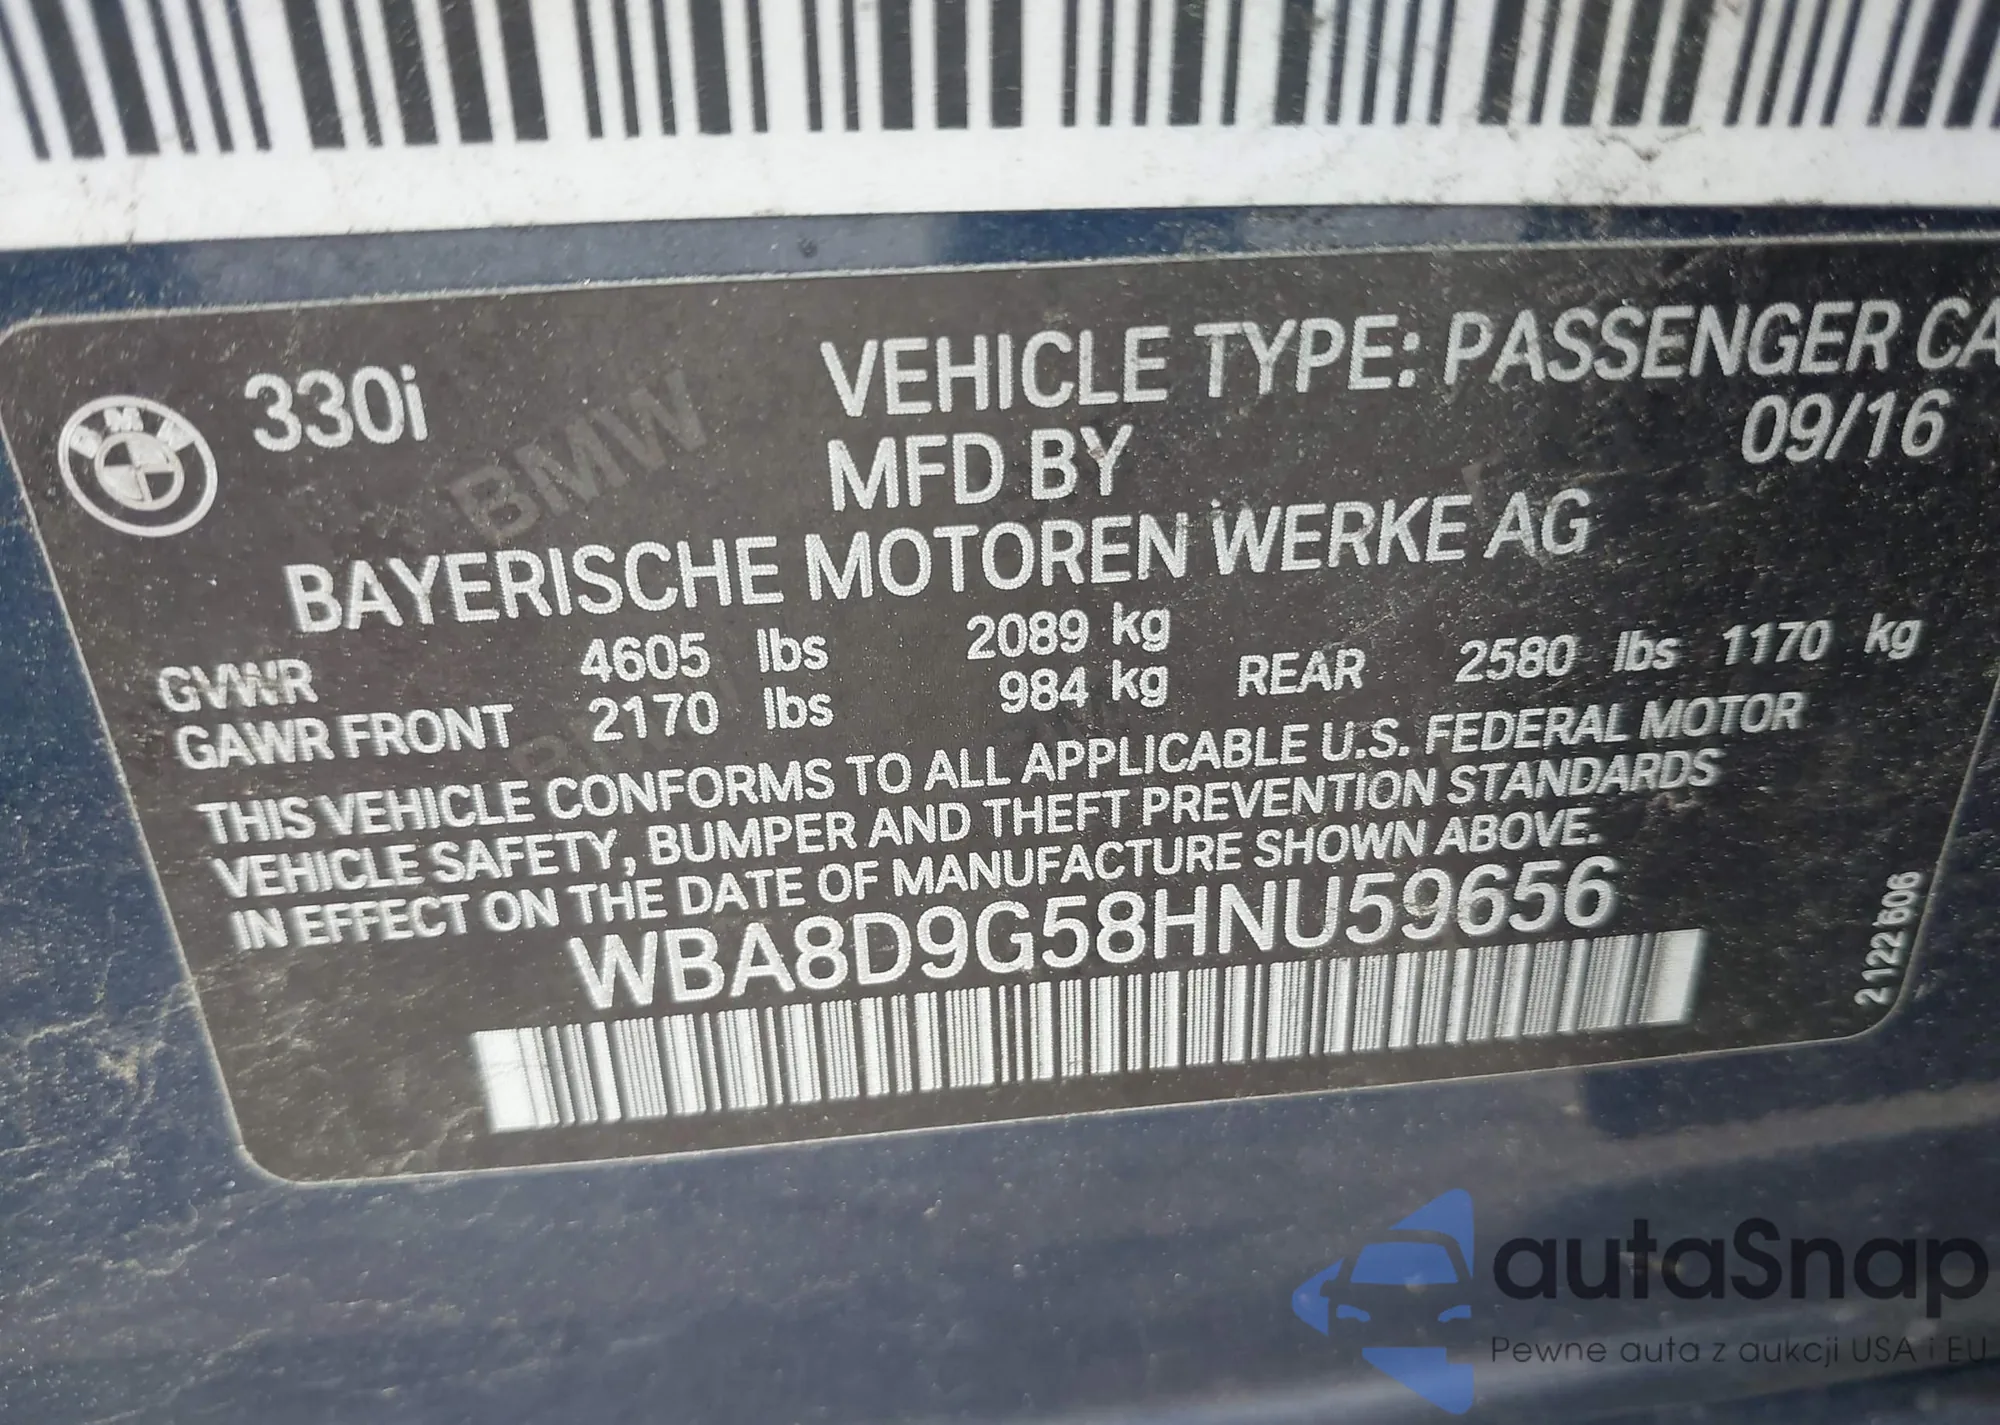 330i
VEHICLE TYPE: PASSENGER CA
BMW
MFD BY
09/16
BAYERISCHE MOTOREN WERKE AG
GVWR 4605 lbs 2089 kg
GAWR FRONT 2170 lbs 984 kg REAR 2580 lbs 1170 kg
THIS VEHICLE CONFORMS TO ALL APPLICABLE U.S. FEDERAL MOTOR
VEHICLE SAFETY, BUMPER AND THEFT PREVENTION STANDARDS
IN EFFECT ON THE DATE OF MANUFACTURE SHOWN ABOVE.
WBA8D9G58HNU59656
2 122 606
autaSnap
Pewne auta z aukcji USA i EU